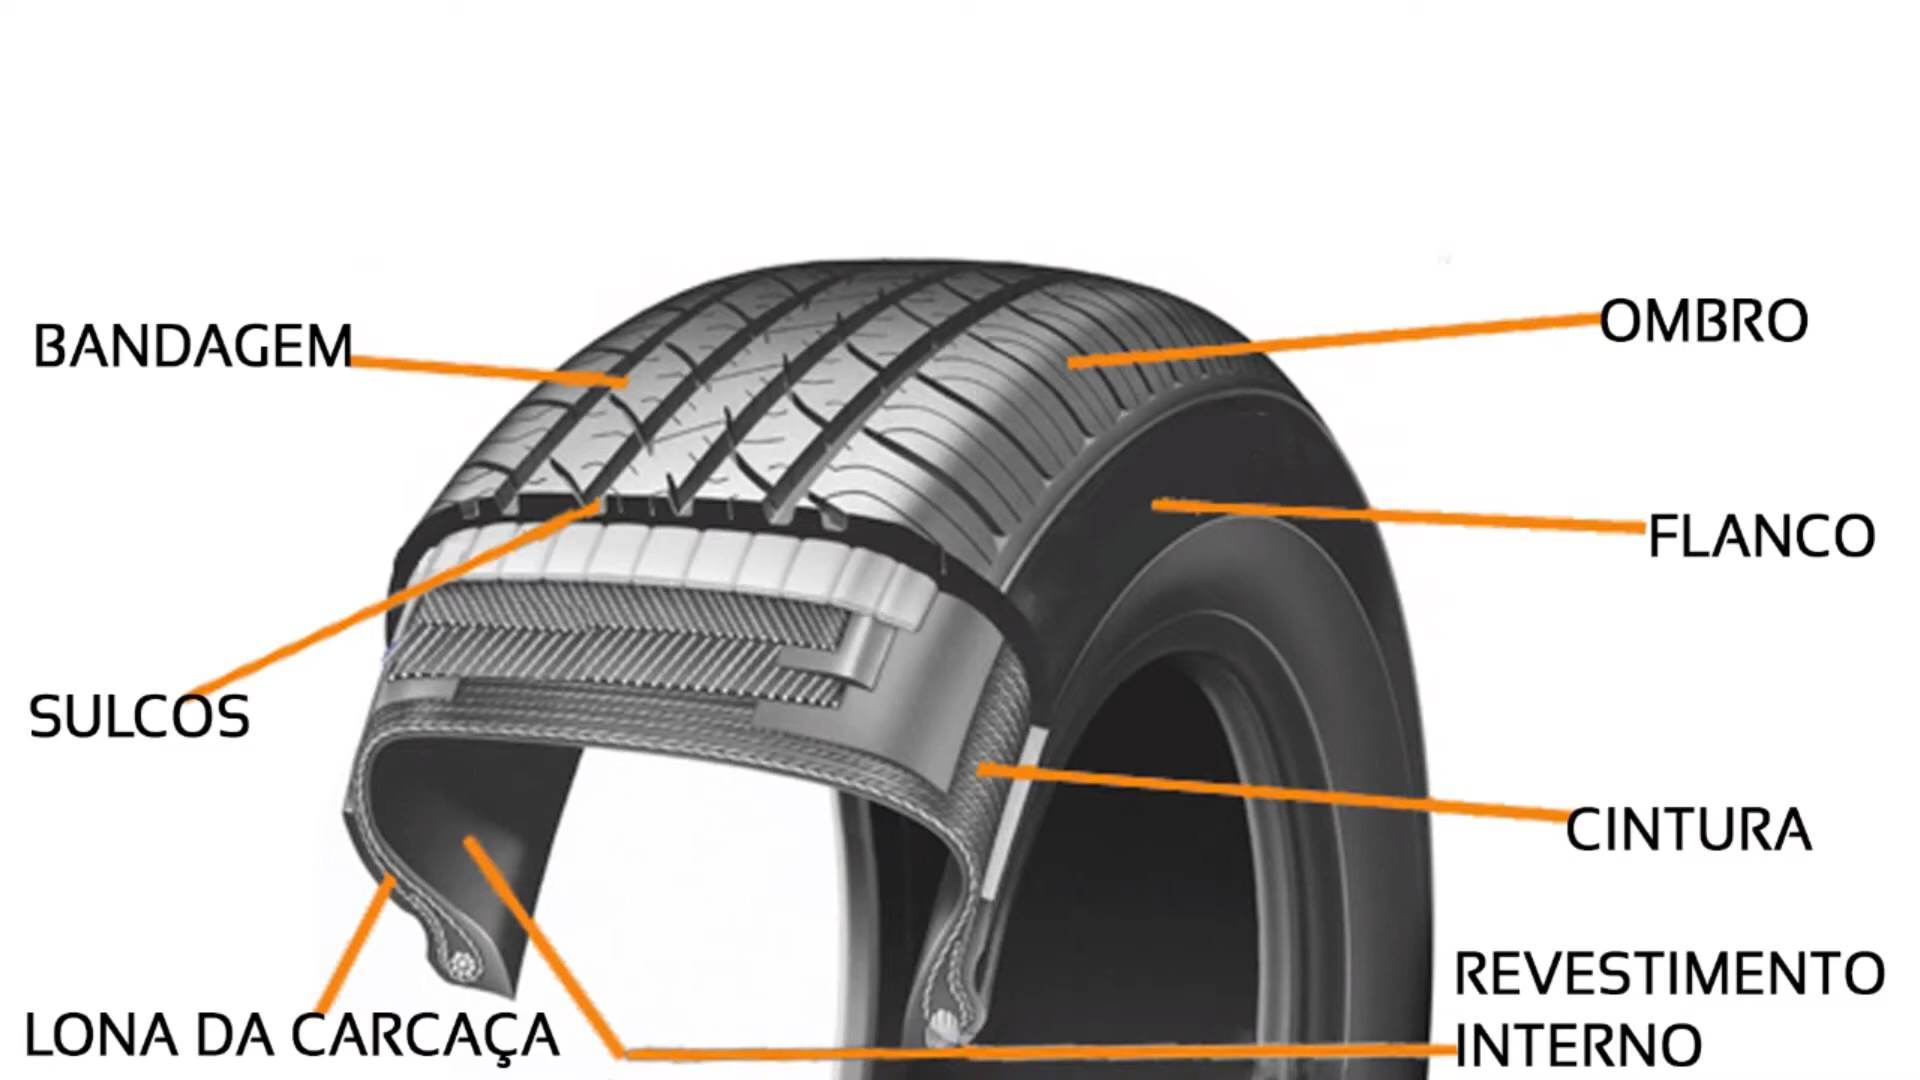 BANDAGEM
OMBRO
FLANCO
SULCOS
CINTURA
REVESTIMENTO
INTERNO
LONA DA CARCAÇA